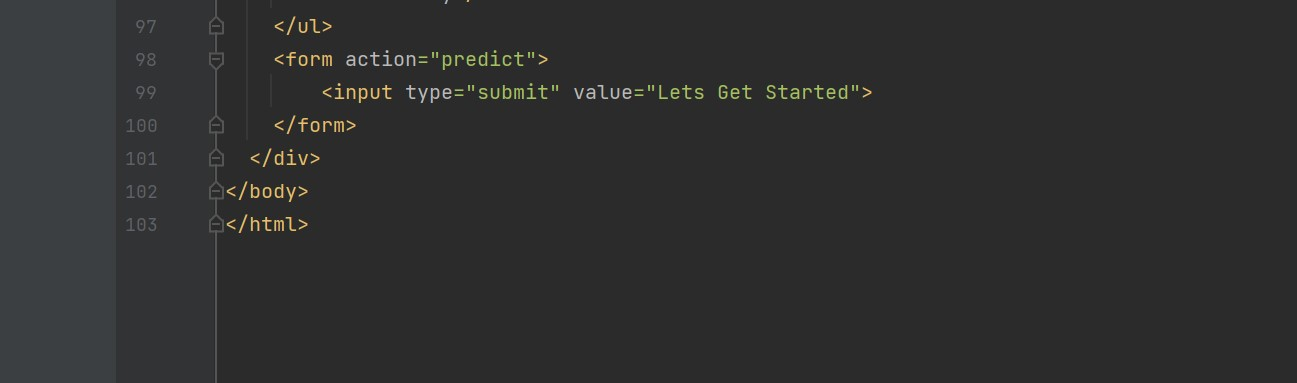 97 </ul>
98 <form action="predict">
99 <input type="submit" value="Lets Get Started">
100 </form>
101 </div>
102 </body>
103 </html>